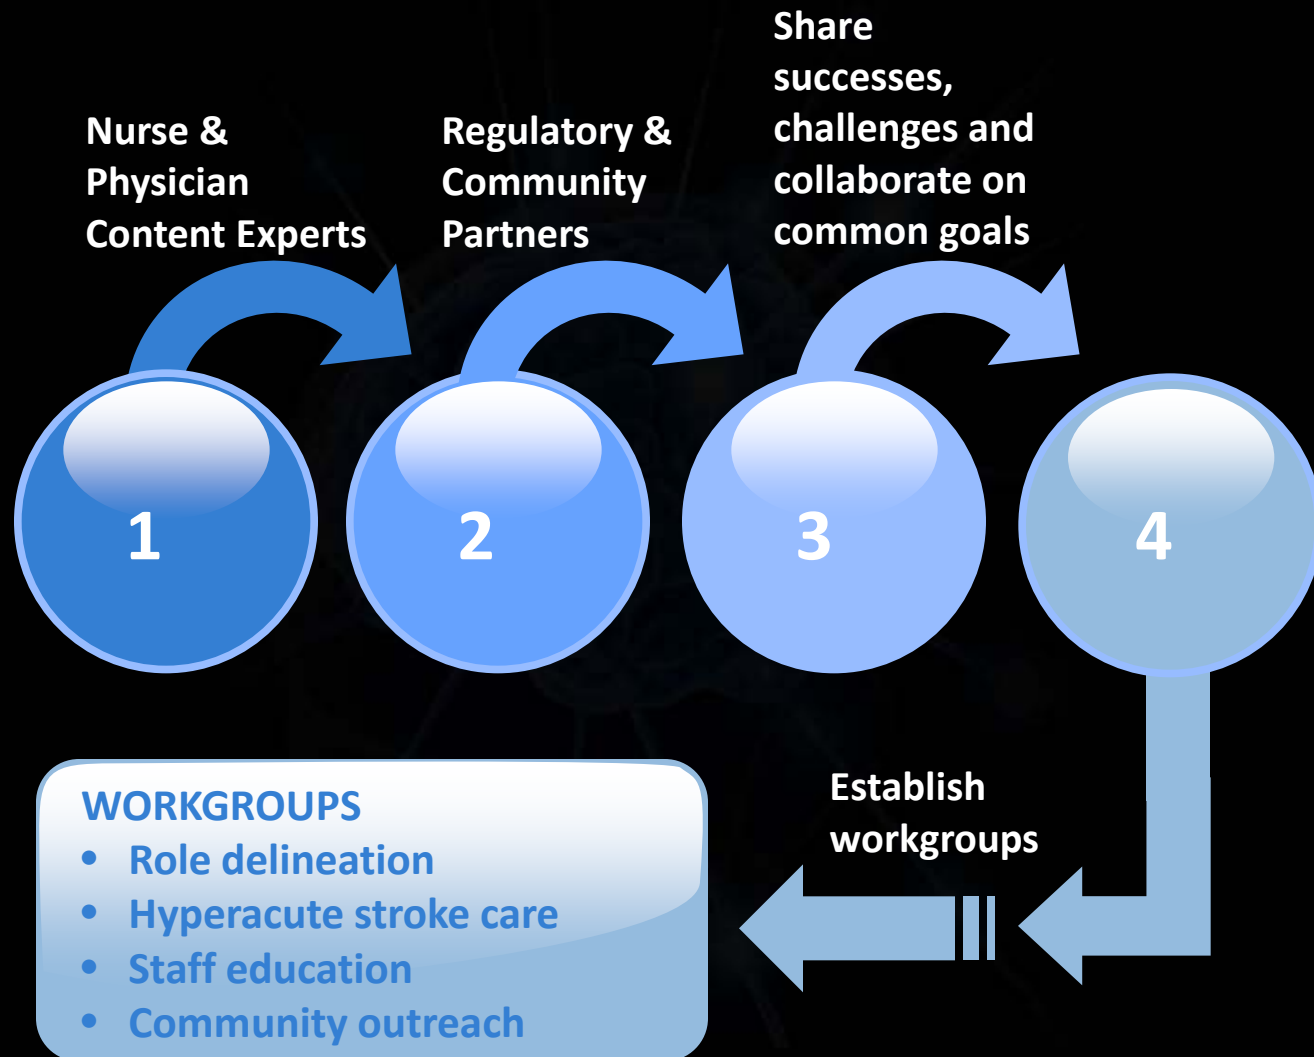 Nurse &
Physician
Content Experts
Regulatory &
Community
Partners
Share
successes,
challenges and
collaborate on
common goals
1
2
3
4
Establish
workgroups
WORKGROUPS
• Role delineation
• Hyperacute stroke care
• Staff education
• Community outreach